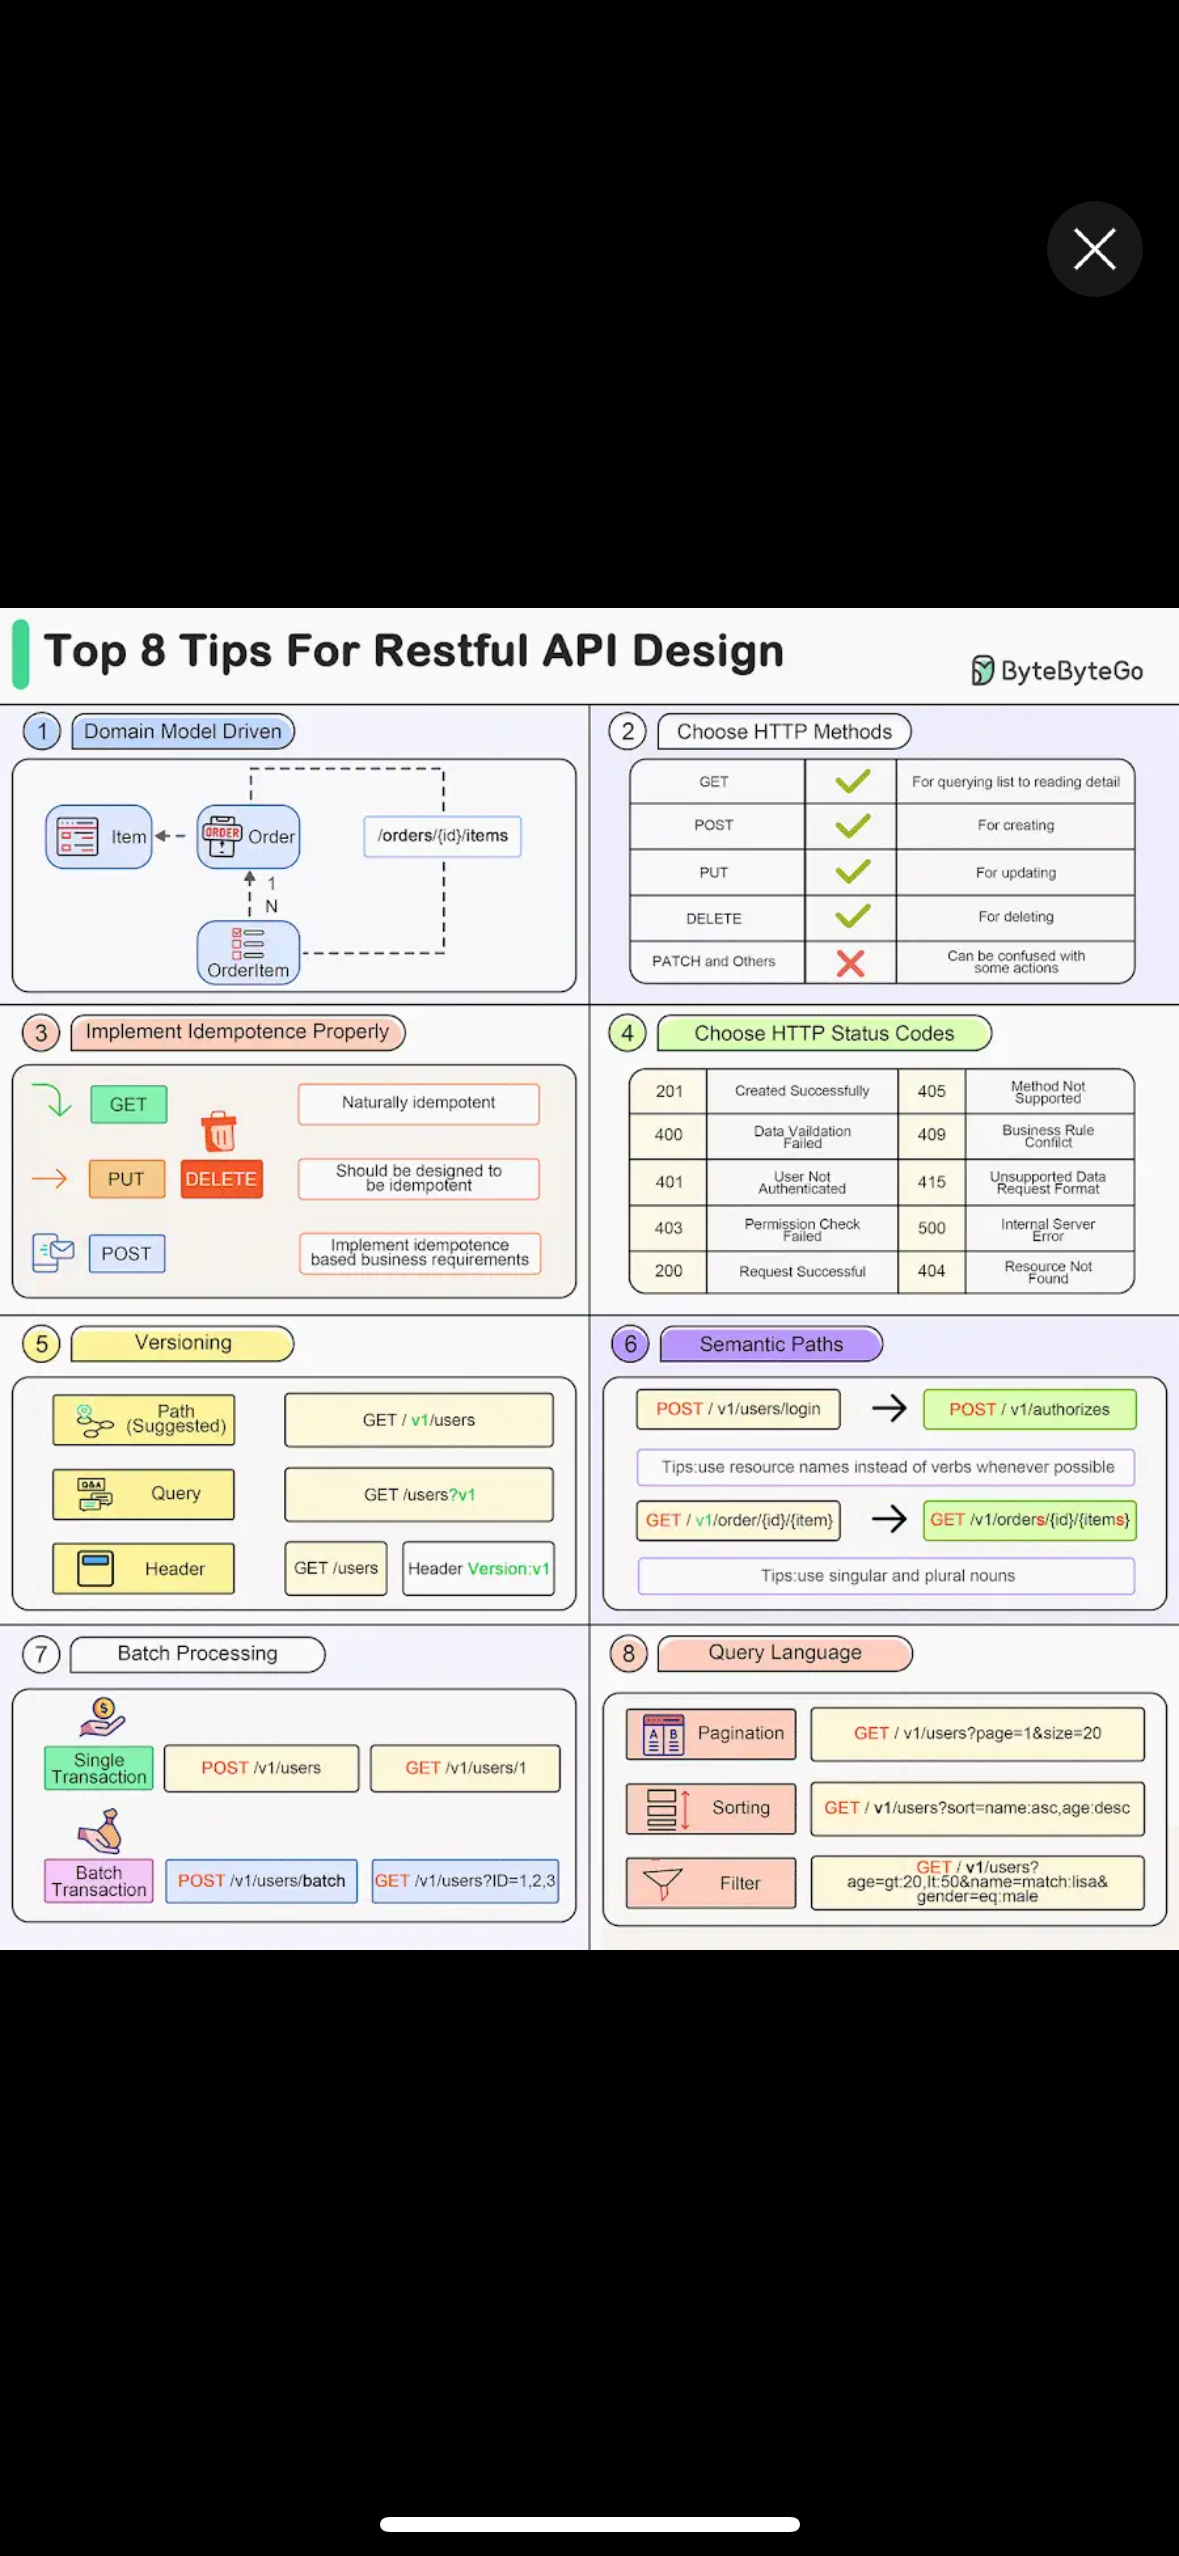 Top 8 Tips For Restful API Design
ByteByteGo
1
Domain Model Driven
Item
ORDER
Order
/orders/{id}/items
1
N
OrderItem
2
Choose HTTP Methods
GET
For querying list to reading detail
POST
For creating
PUT
For updating
DELETE
For deleting
PATCH and Others
Can be confused with
some actions
3
Implement Idempotence Properly
GET
Naturally idempotent
PUT
DELETE
Should be designed to
be idempotent
POST
Implement idempotence
based business requirements
4
Choose HTTP Status Codes
201
Created Successfully
405
Method Not
Supported
400
Data Vaildation
Failed
409
Business Rule
Conflict
401
User Not
Authenticated
415
Unsupported Data
Request Format
403
Permission Check
Failed
500
Internal Server
Error
200
Request Successful
404
Resource Not
Found
5
Versioning
Path
(Suggested)
GET / v1/users
Q&A
Query
GET /users?v1
Header
GET /users
Header Version:v1
6
Semantic Paths
POST / v1/users/login
POST / v1/authorizes
Tips:use resource names instead of verbs whenever possible
GET / v1/order/{id}/{item}
GET /v1/orders/{id}/{items}
Tips:use singular and plural nouns
7
Batch Processing
$
Single
Transaction
POST /v1/users
GET /v1/users/1
Batch
Transaction
POST /v1/users/batch
GET /v1/users?ID=1,2,3
8
Query Language
A B
Pagination
GET / v1/users?page=1&size=20
Sorting
GET / v1/users?sort=name:asc,age:desc
Filter
GET / v1/users?
age=gt:20,lt:50&name=match:lisa&
gender=eq:male